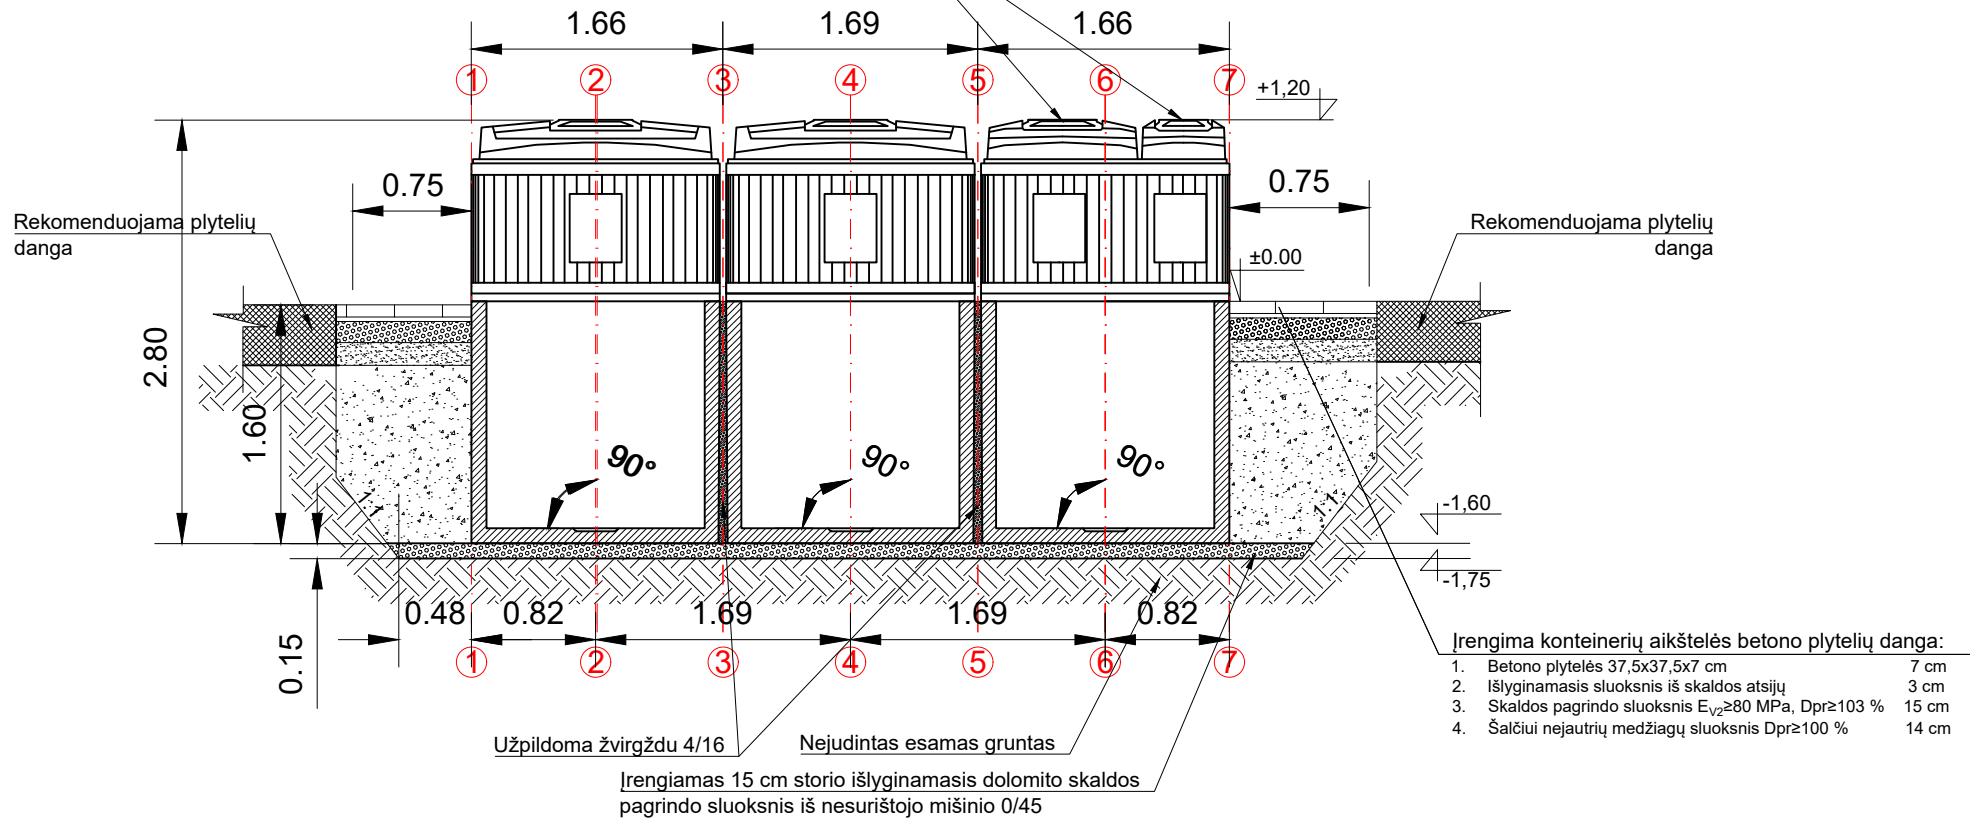 1.66
1.69
1.66
1
2
3
4
5
6
7
+1,20
0.75
0.75
Rekomenduojama plytelių
danga
Rekomenduojama plytelių
danga
±0.00
2.80
1.60
90°
90°
90°
1:1
1:1
-1,60
-1,75
0.48
0.82
1.69
1.69
0.82
0.15
1
2
3
4
5
6
7
Įrengima konteinerių aikštelės betono plytelių danga:
1. Betono plytelės 37,5x37,5x7 cm 7 cm
2. Išlyginamasis sluoksnis iš skaldos atsijų 3 cm
3. Skaldos pagrindo sluoksnis EV2≥80 MPa, Dpr≥103 % 15 cm
4. Šalčiui nejautrių medžiagų sluoksnis Dpr≥100 % 14 cm
Užpildoma žvirgždu 4/16
Nejudintas esamas gruntas
Įrengiamas 15 cm storio išlyginamasis dolomito skaldos
pagrindo sluoksnis iš nesurištojo mišinio 0/45